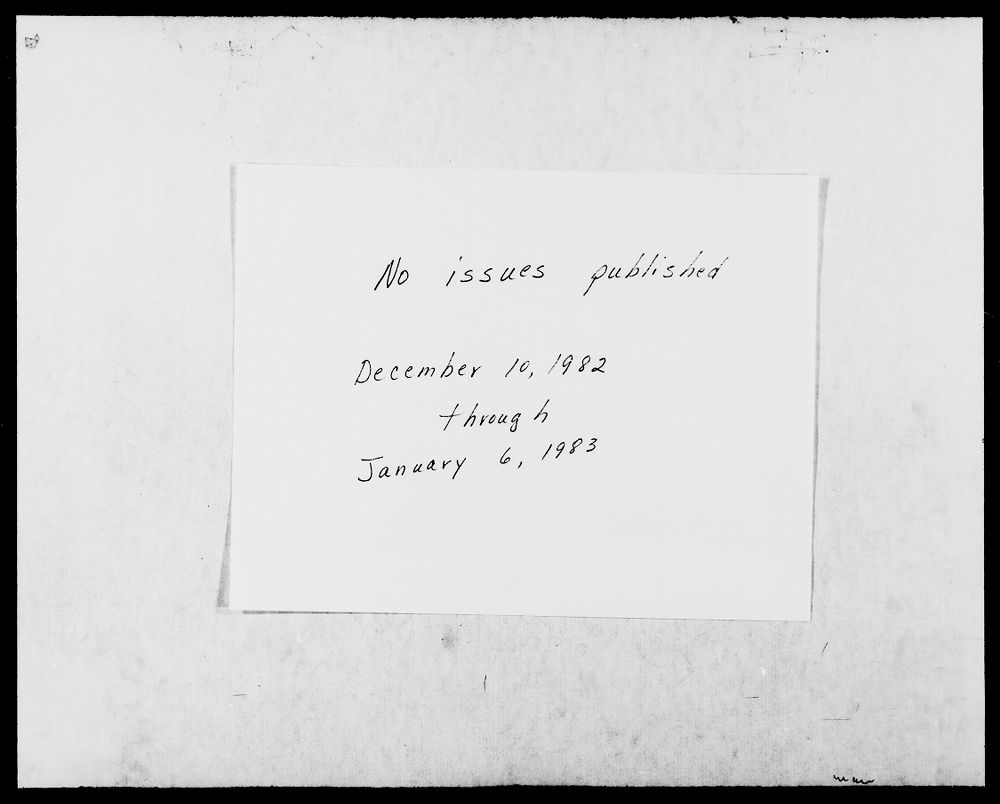 No issues published
December 10, 1982
through
January 6, 1983